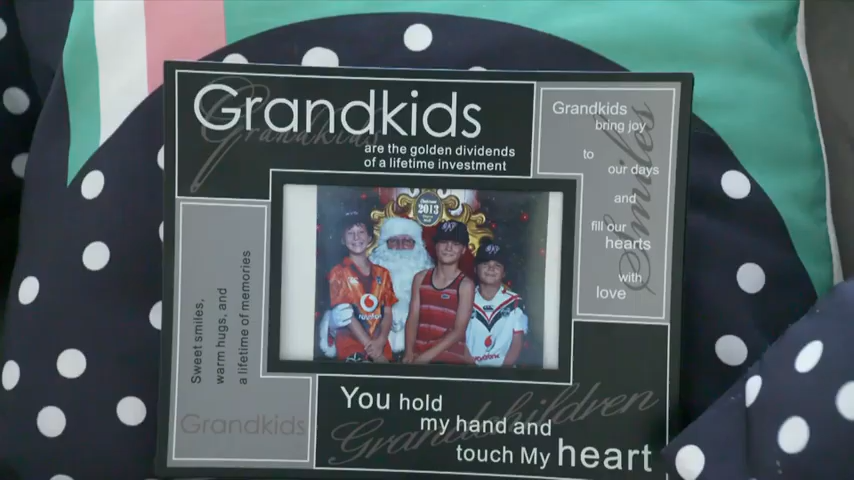 Grandkids
Grandkids
are the golden dividends
of a lifetime investment
Grandkids
bring joy
to
our days
and
fill our
hearts
with
love
Smiles
2013
vodafone
Sweet smiles,
warm hugs, and
a lifetime of memories
Grandkids
You hold
my hand and
touch My heart
Grandchildren